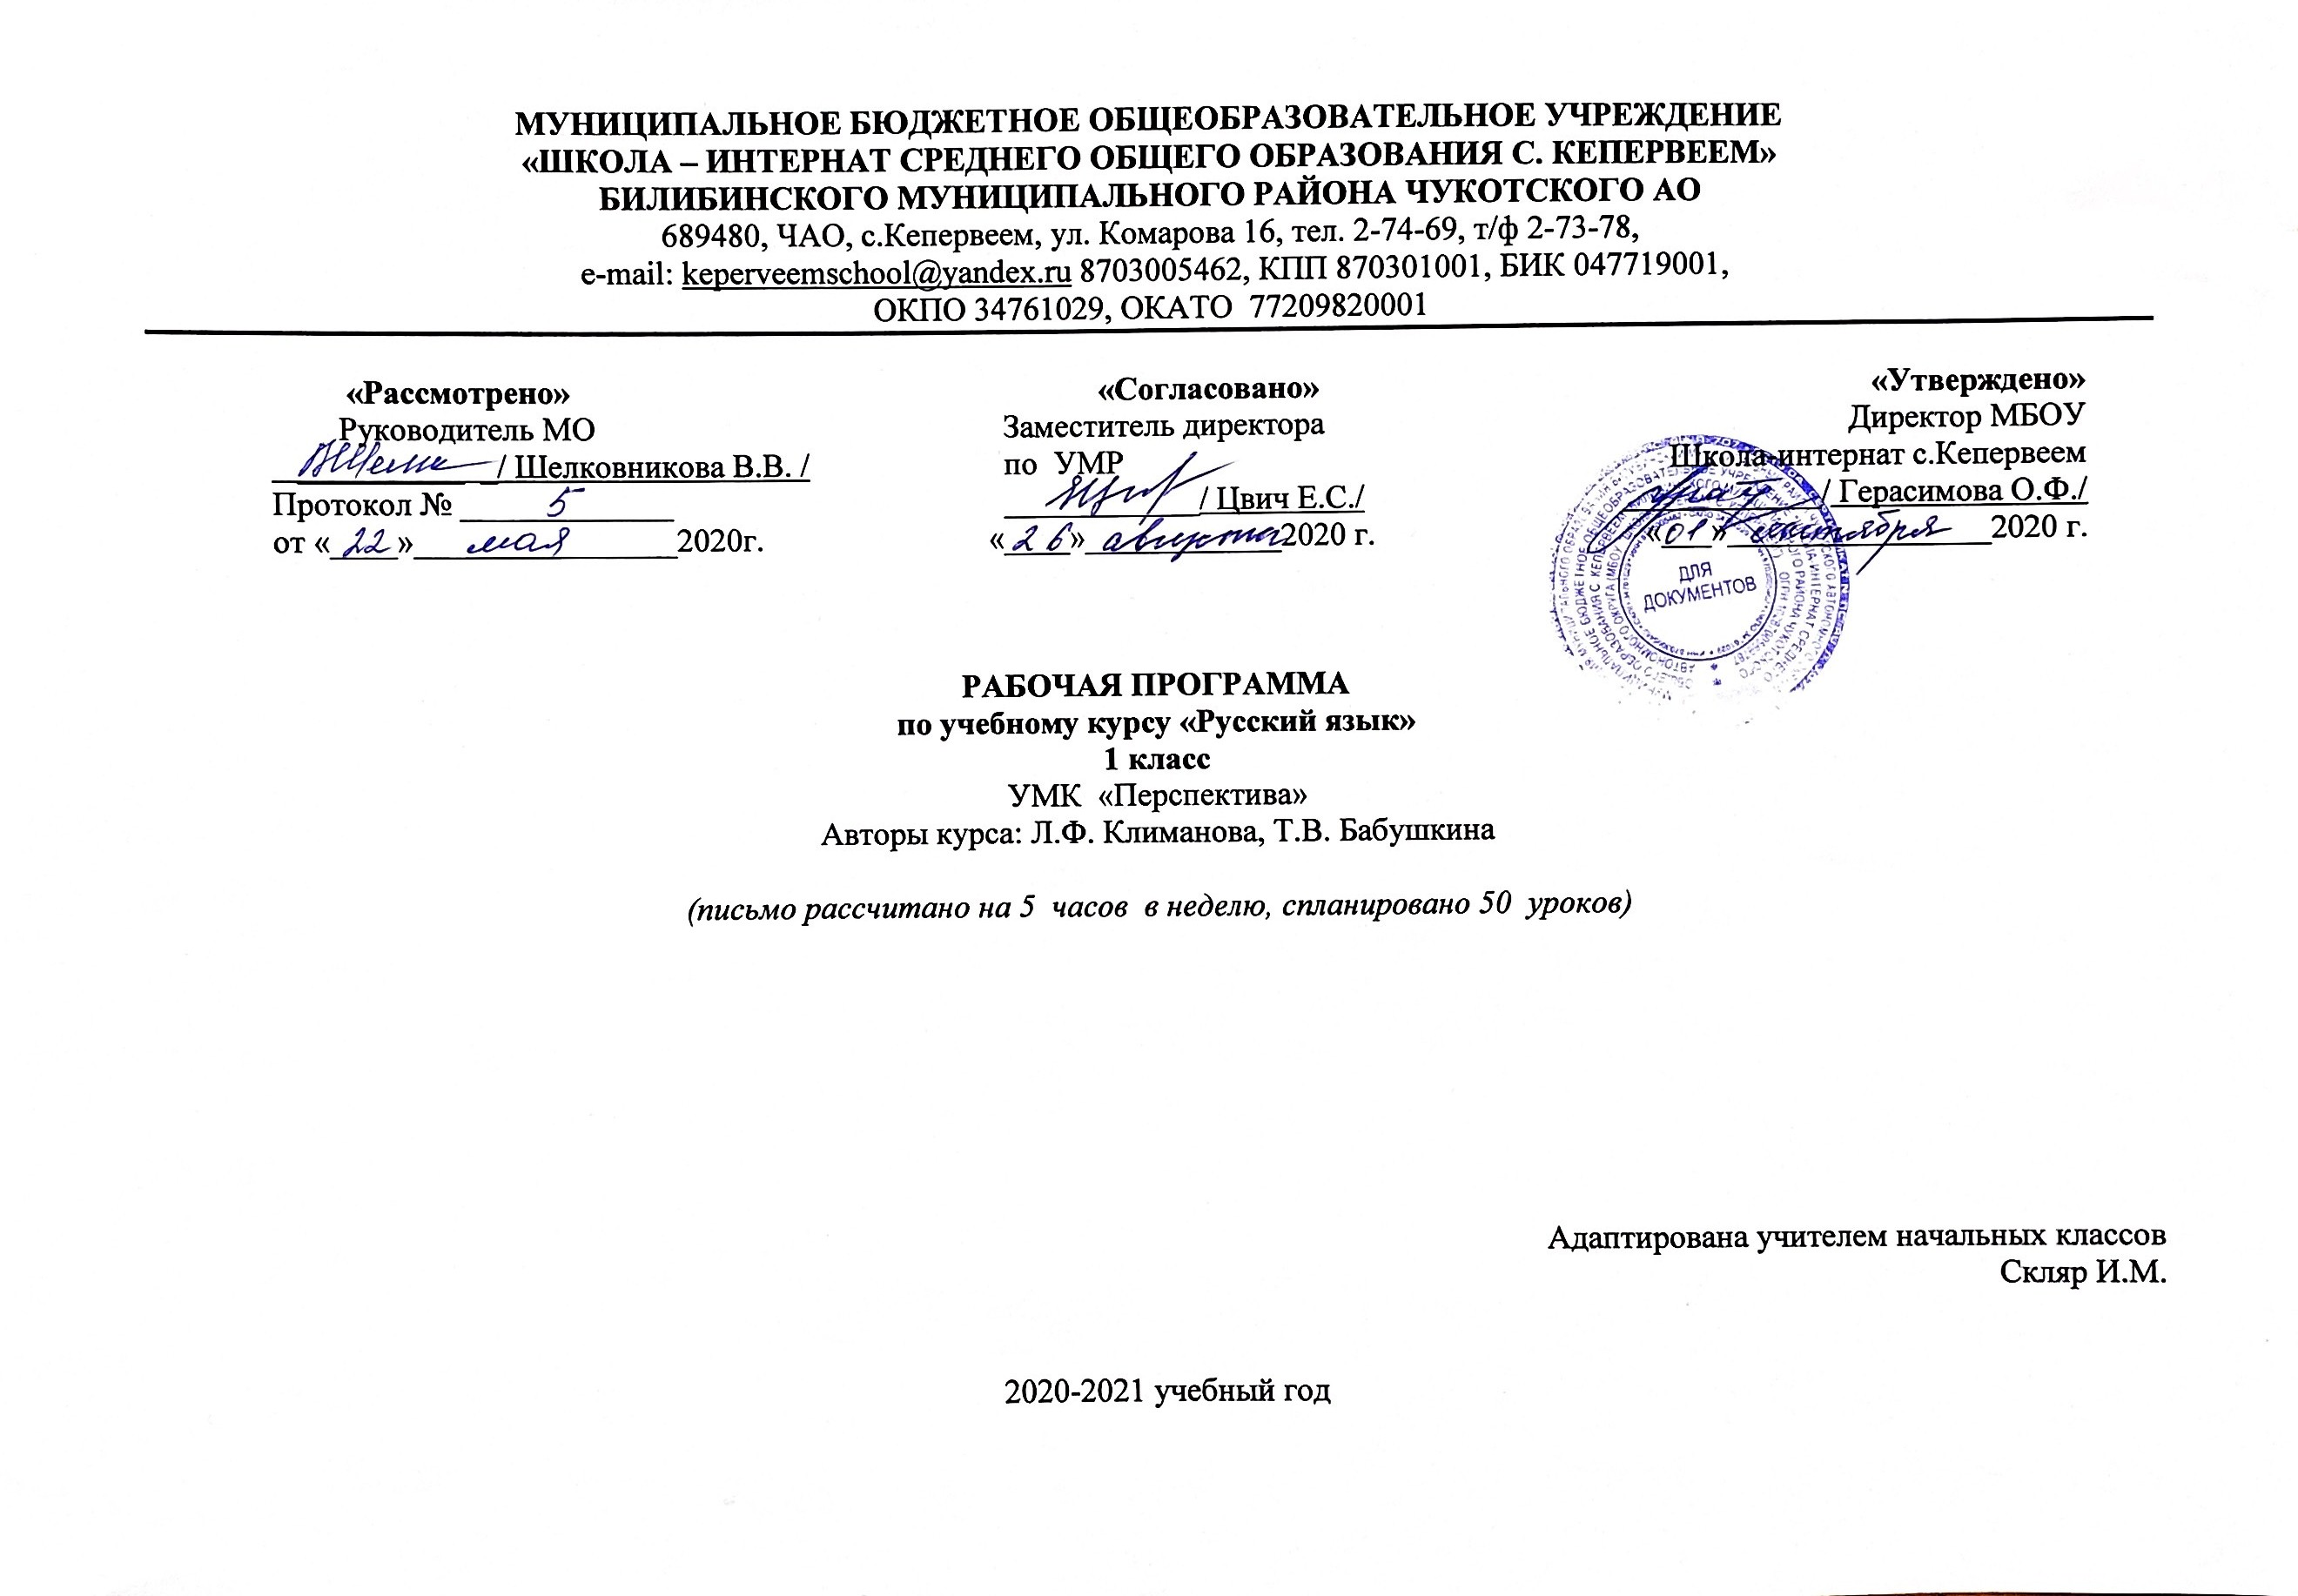 МУНИЦИПАЛЬНОЕ БЮДЖЕТНОЕ ОБЩЕОБРАЗОВАТЕЛЬНОЕ УЧРЕЖДЕНИЕ
«ШКОЛА – ИНТЕРНАТ СРЕДНЕГО ОБЩЕГО ОБРАЗОВАНИЯ С. КЕПЕРВЕЕМ»
БИЛИБИНСКОГО МУНИЦИПАЛЬНОГО РАЙОНА ЧУКОТСКОГО АО
689480, ЧАО, с.Кепервеем, ул. Комарова 16, тел. 2-74-69, т/ф 2-73-78,
e-mail: keperveemschool@yandex.ru 8703005462, КПП 870301001, БИК 047719001,
ОКПО 34761029, ОКАТО 77209820001
«Рассмотрено»
Руководитель МО
/ Шелковникова В.В. /
Протокол № 5
от «22» мая 2020г.
«Согласовано»
Заместитель директора
по УМР
/ Цвич Е.С./
«26» августа 2020 г.
«Утверждено»
Директор МБОУ
Школа-интернат с.Кепервеем
/ Герасимова О.Ф./
«01» сентября 2020 г.
ДЛЯ
ДОКУМЕНТОВ
РАБОЧАЯ ПРОГРАММА
по учебному курсу «Русский язык»
1 класс
УМК «Перспектива»
Авторы курса: Л.Ф. Климанова, Т.В. Бабушкина
(письмо рассчитано на 5 часов в неделю, спланировано 50 уроков)
Адаптирована учителем начальных классов
Скляр И.М.
2020-2021 учебный год